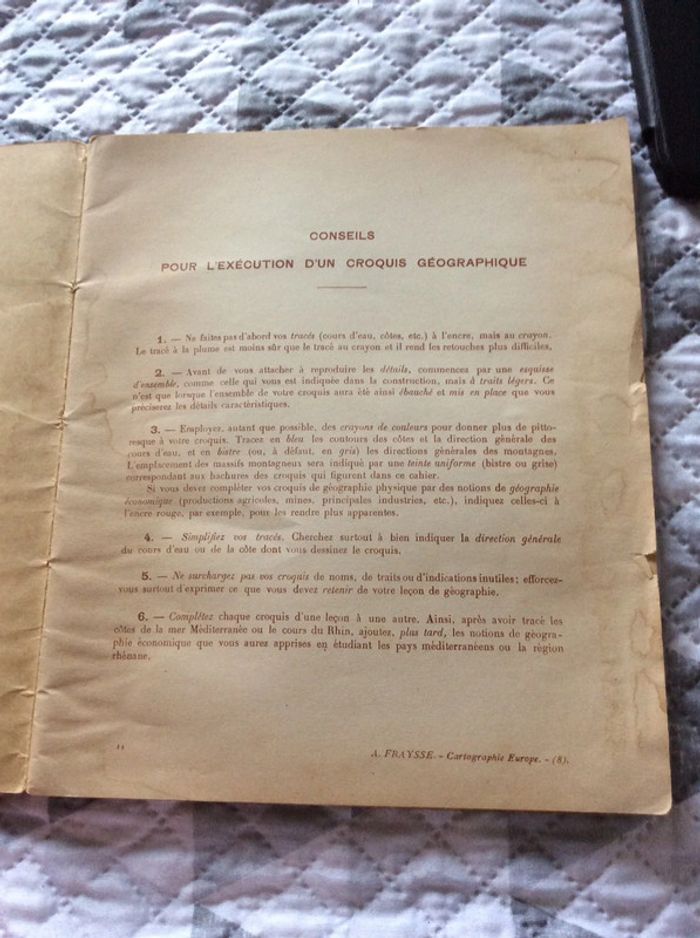 CONSEILS
POUR L'EXÉCUTION D'UN CROQUIS GÉOGRAPHIQUE
1. — Ne faites pas d'abord vos tracés (cours d'eau, côtes, etc.) à l'encre, mais au crayon.
Le tracé à la plume est moins sûr que le tracé au crayon et il rend les retouches plus difficiles.
2. — Avant de vous attacher à reproduire les détails, commencez par une esquisse
d'ensemble, comme celle qui vous est indiquée dans la construction, mais à traits légers. Ce
n'est que lorsque l'ensemble de votre croquis aura été ainsi ébauché et mis en place que vous
préciserez les détails caractéristiques.
3. — Employez, autant que possible, des crayons de couleurs pour donner plus de pitto-
resque à votre croquis. Tracez en bleu les contours des côtes et la direction générale des
cours d'eau, et en bistre (ou, à défaut, en gris) les directions générales des montagnes.
L'emplacement des massifs montagneux sera indiqué par une teinte uniforme (bistre ou grise)
correspondant aux hachures des croquis qui figurent dans ce cahier.
Si vous devez compléter vos croquis de géographie physique par des notions de géographie
économique (productions agricoles, mines, principales industries, etc.), indiquez celles-ci à
l'encre rouge, par exemple, pour les rendre plus apparentes.
4. — Simplifiez vos tracés. Cherchez surtout à bien indiquer la direction générale
du cours d'eau ou de la côte dont vous dessinez le croquis.
5. — Ne surchargez pas vos croquis de noms, de traits ou d'indications inutiles ; efforcez-
vous surtout d'exprimer ce que vous devez retenir de votre leçon de géographie.
6. — Complétez chaque croquis d'une leçon à une autre. Ainsi, après avoir tracé les
côtes de la mer Méditerranée ou le cours du Rhin, ajoutez, plus tard, les notions de géogra-
phie économique que vous aurez apprises en étudiant les pays méditerranéens ou la région
rhénane.
A. FRAYSSE. - Cartographie Europe. - (8).